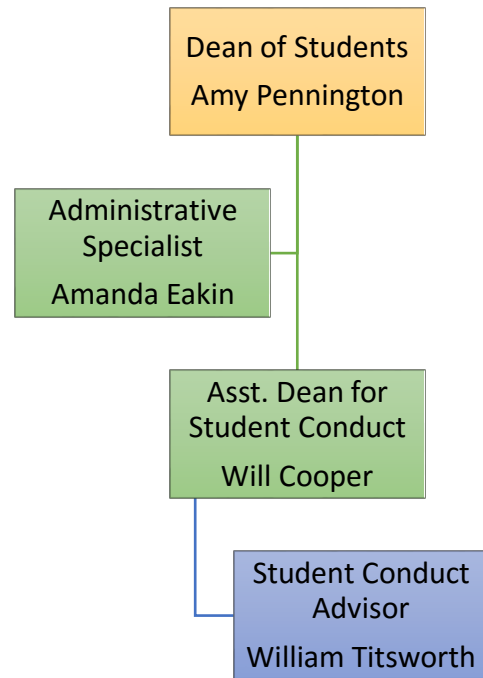 Dean of Students
Amy Pennington
Administrative
Specialist
Amanda Eakin
Asst. Dean for
Student Conduct
Will Cooper
Student Conduct
Advisor
William Titsworth